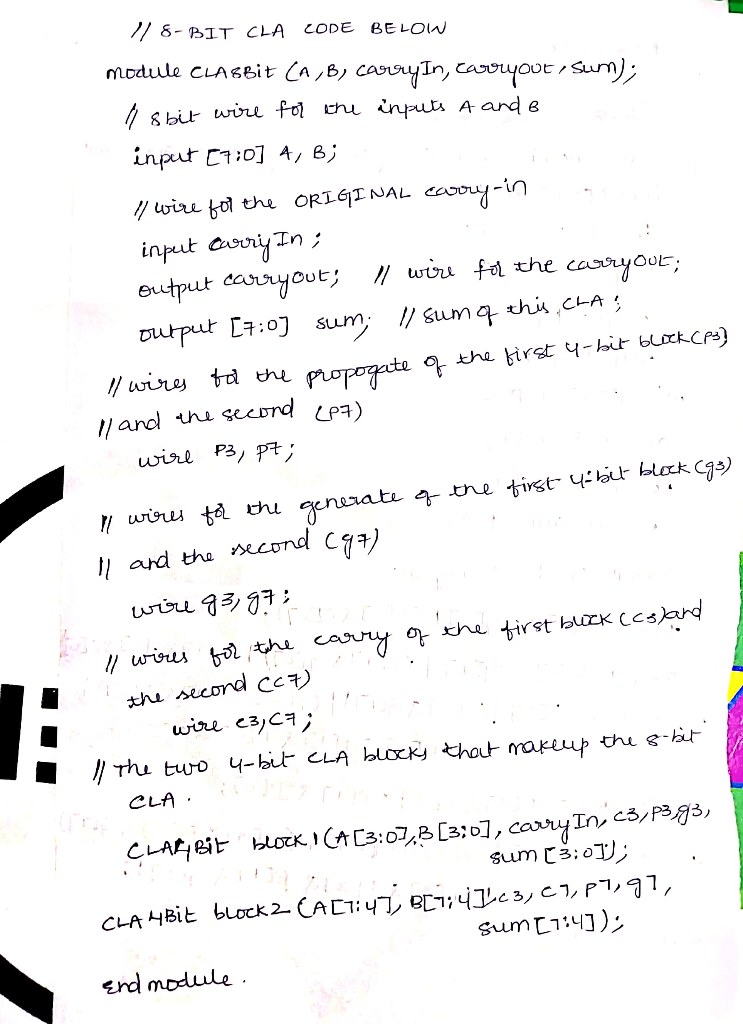 // 8-BIT CLA CODE BELOW
module CLA8Bit (A,B, carryIn, carryout, sum);
// 8bit wire for the inputs A and B
input [7:0] A, B;
// wire for the ORIGINAL carry-in
input carryIn;
output carryout; // wire for the carryout;
output [7:0] sum; // sum of this CLA;
// wires for the propogate of the first 4-bit block (p3)
// and the second (p7)
wire P3, p7;
// wires for the generate of the first 4-bit block (g3)
// and the second (g7)
wire g3, g7;
// wires for the carry of the first block (c3) and
the second (c7)
wire c3, c7;
// The two 4-bit CLA blocks that makeup the 8-bit
CLA.
CLA4Bit block1 (A[3:0], B[3:0], carryIn, c3, p3, g3,
sum [3:0]);
CLA4Bit block2 (A[7:4], B[7:4], c3, c7, p7, g7,
sum [7:4]);
end module.